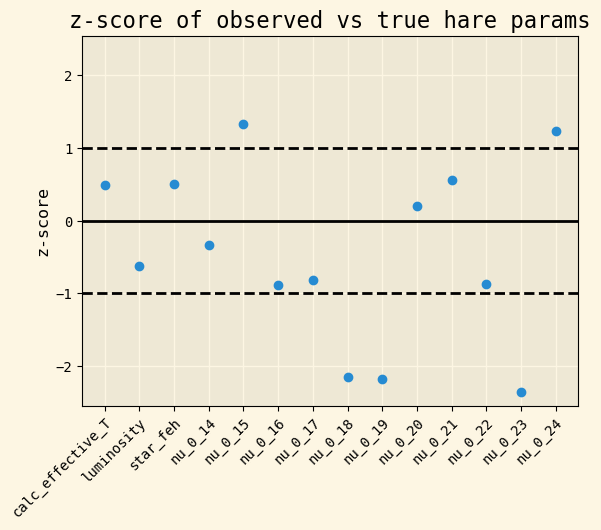 z-score of observed vs true hare params
z-score
2
1
0
−1
−2
calc_effective_T
luminosity
star_feh
nu_0_14
nu_0_15
nu_0_16
nu_0_17
nu_0_18
nu_0_19
nu_0_20
nu_0_21
nu_0_22
nu_0_23
nu_0_24